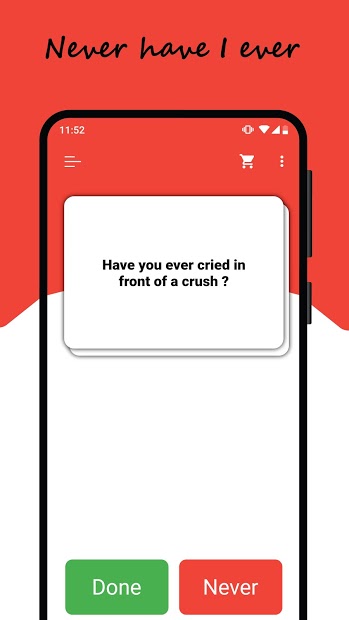 Never have I ever
11:52
Have you ever cried in
front of a crush ?
Done
Never